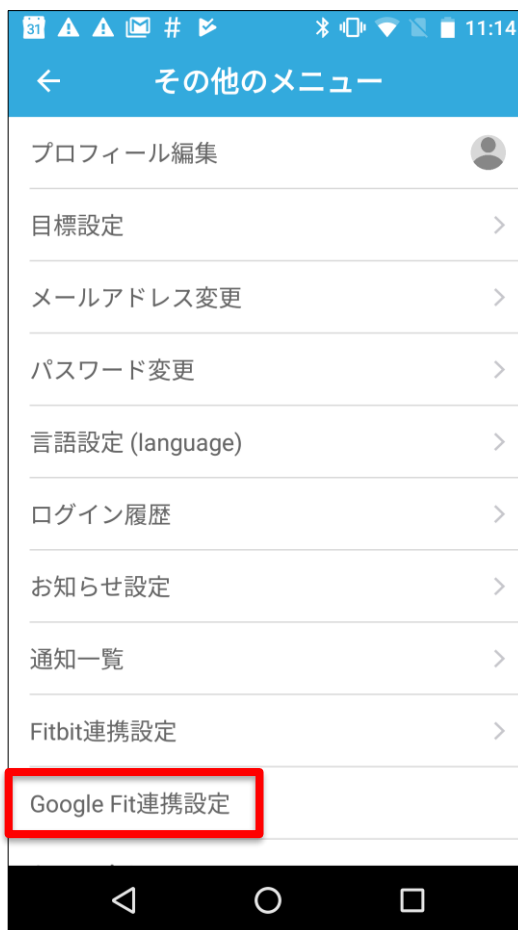 31 # 11:14
その他のメニュー
プロフィール編集
目標設定
メールアドレス変更
パスワード変更
言語設定 (language)
ログイン履歴
お知らせ設定
通知一覧
Fitbit連携設定
Google Fit連携設定